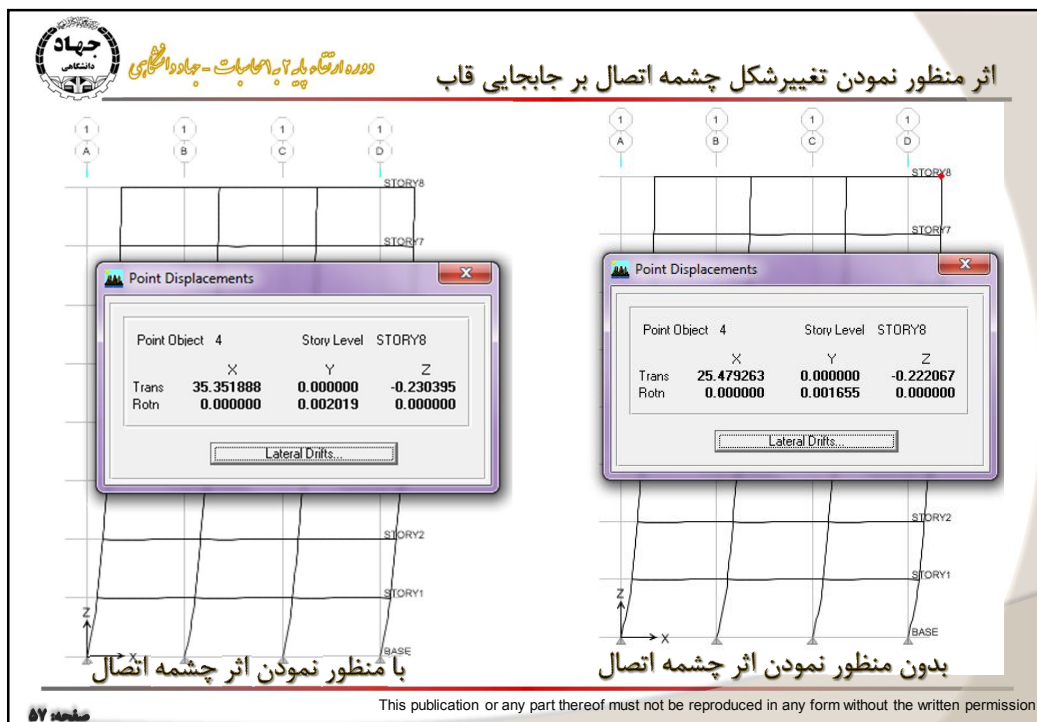 جهاد
دانشگاهی
دوره ارتقاء پایه ۲ به ۱ محاسبات - جهاد دانشگاهی
اثر منظور نمودن تغییرشکل چشمه اتصال بر جابجایی قاب
1 1 1 1
A B C D
STORY8
STORY7
Point Displacements
Point Object 4 Story Level STORY8
X Y Z
Trans 35.351888 0.000000 -0.230395
Rotn 0.000000 0.002019 0.000000
Lateral Drifts...
STORY2
STORY1
Z
X
BASE
با منظور نمودن اثر چشمه اتصال
1 1 1 1
A B C D
STORY8
STORY7
Point Displacements
Point Object 4 Story Level STORY8
X Y Z
Trans 25.479263 0.000000 -0.222067
Rotn 0.000000 0.001655 0.000000
Lateral Drifts...
STORY2
STORY1
Z
X
BASE
بدون منظور نمودن اثر چشمه اتصال
This publication or any part thereof must not be reproduced in any form without the written permission
صفحه: ۵۷